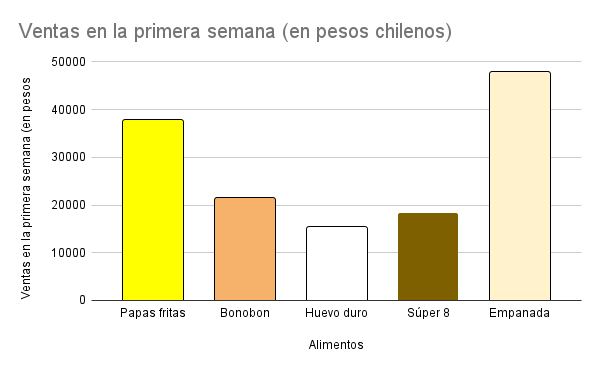 Ventas en la primera semana (en pesos chilenos)
Ventas en la primera semana (en pesos
50000
40000
30000
20000
10000
0
Papas fritas
Bonobon
Huevo duro
Súper 8
Empanada
Alimentos